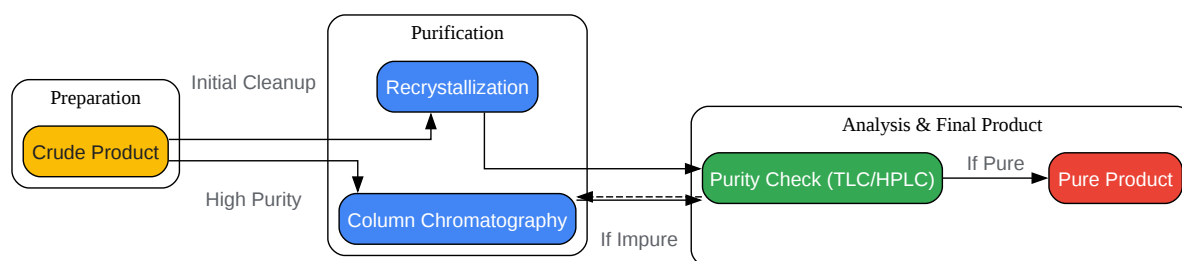 Preparation
Crude Product
Initial Cleanup
High Purity
Purification
Recrystallization
Column Chromatography
If Impure
Analysis & Final Product
Purity Check (TLC/HPLC)
If Pure
Pure Product